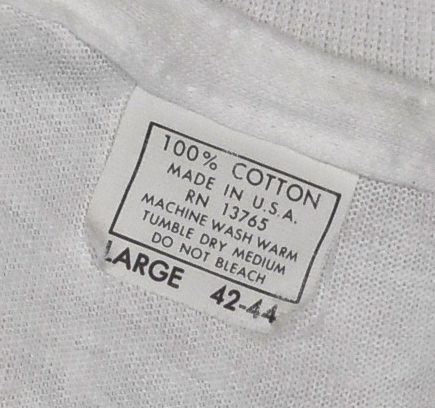 100% COTTON
MADE IN U.S.A.
RN 13765
MACHINE WASH WARM
TUMBLE DRY MEDIUM
DO NOT BLEACH
LARGE 42-44